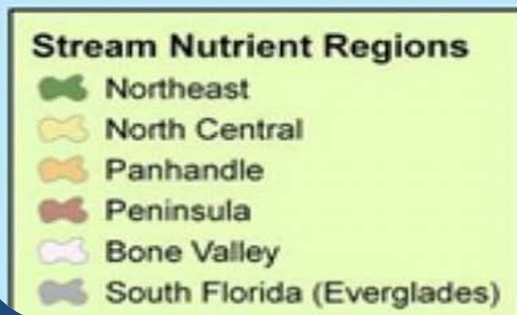 Stream Nutrient Regions
Northeast
North Central
Panhandle
Peninsula
Bone Valley
South Florida (Everglades)